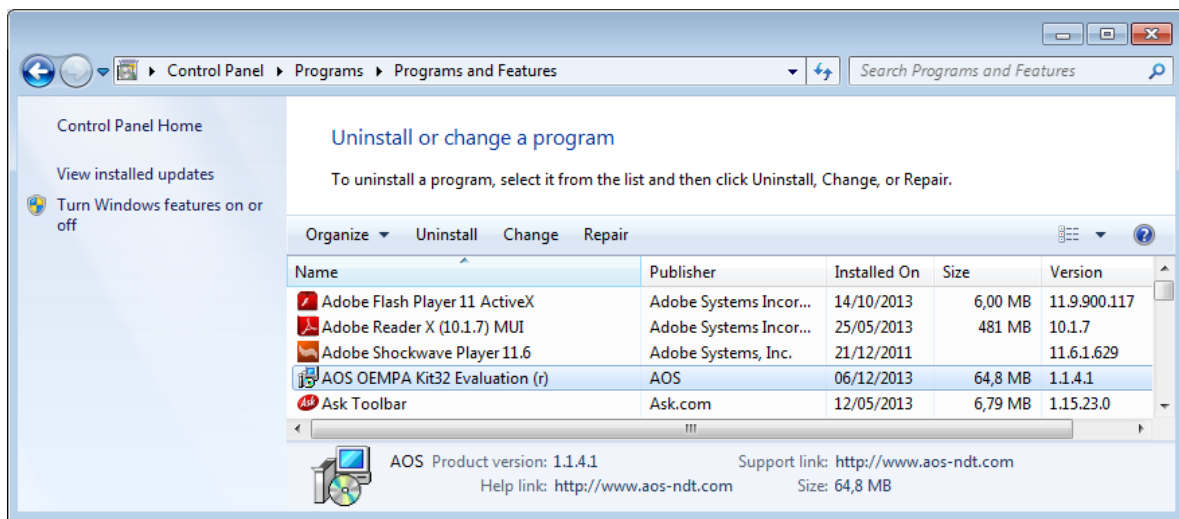 Control Panel Programs Programs and Features Search Programs and Features
Control Panel Home
View installed updates
Turn Windows features on or
off
Uninstall or change a program
To uninstall a program, select it from the list and then click Uninstall, Change, or Repair.
Organize Uninstall Change Repair
Name Publisher Installed On Size Version
Adobe Flash Player 11 ActiveX Adobe Systems Incor... 14/10/2013 6,00 MB 11.9.900.117
Adobe Reader X (10.1.7) MUI Adobe Systems Incor... 25/05/2013 481 MB 10.1.7
Adobe Shockwave Player 11.6 Adobe Systems, Inc. 21/12/2011 11.6.1.629
AOS OEMPA Kit32 Evaluation (r) AOS 06/12/2013 64,8 MB 1.1.4.1
Ask Ask Toolbar Ask.com 12/05/2013 6,79 MB 1.15.23.0
AOS Product version: 1.1.4.1 Support link: http://www.aos-ndt.com
Help link: http://www.aos-ndt.com Size: 64,8 MB